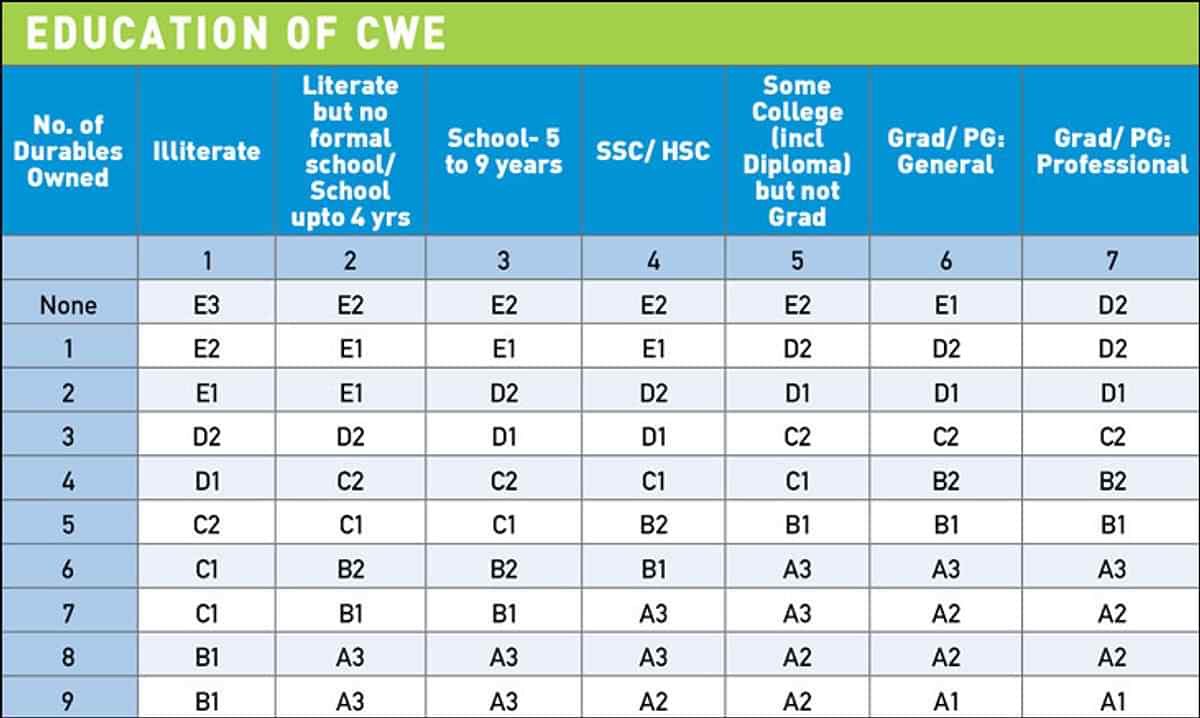 EDUCATION OF CWE
No. of Durables Owned Illiterate Literate but no formal school/ School upto 4 yrs School- 5 to 9 years SSC/ HSC Some College (incl Diploma) but not Grad Grad/ PG: General Grad/ PG: Professional
1 2 3 4 5 6 7
None E3 E2 E2 E2 E2 E1 D2
1 E2 E1 E1 E1 D2 D2 D2
2 E1 E1 D2 D2 D1 D1 D1
3 D2 D2 D1 D1 C2 C2 C2
4 D1 C2 C2 C1 C1 B2 B2
5 C2 C1 C1 B2 B1 B1 B1
6 C1 B2 B2 B1 A3 A3 A3
7 C1 B1 B1 A3 A3 A2 A2
8 B1 A3 A3 A3 A2 A2 A2
9 B1 A3 A3 A2 A2 A1 A1